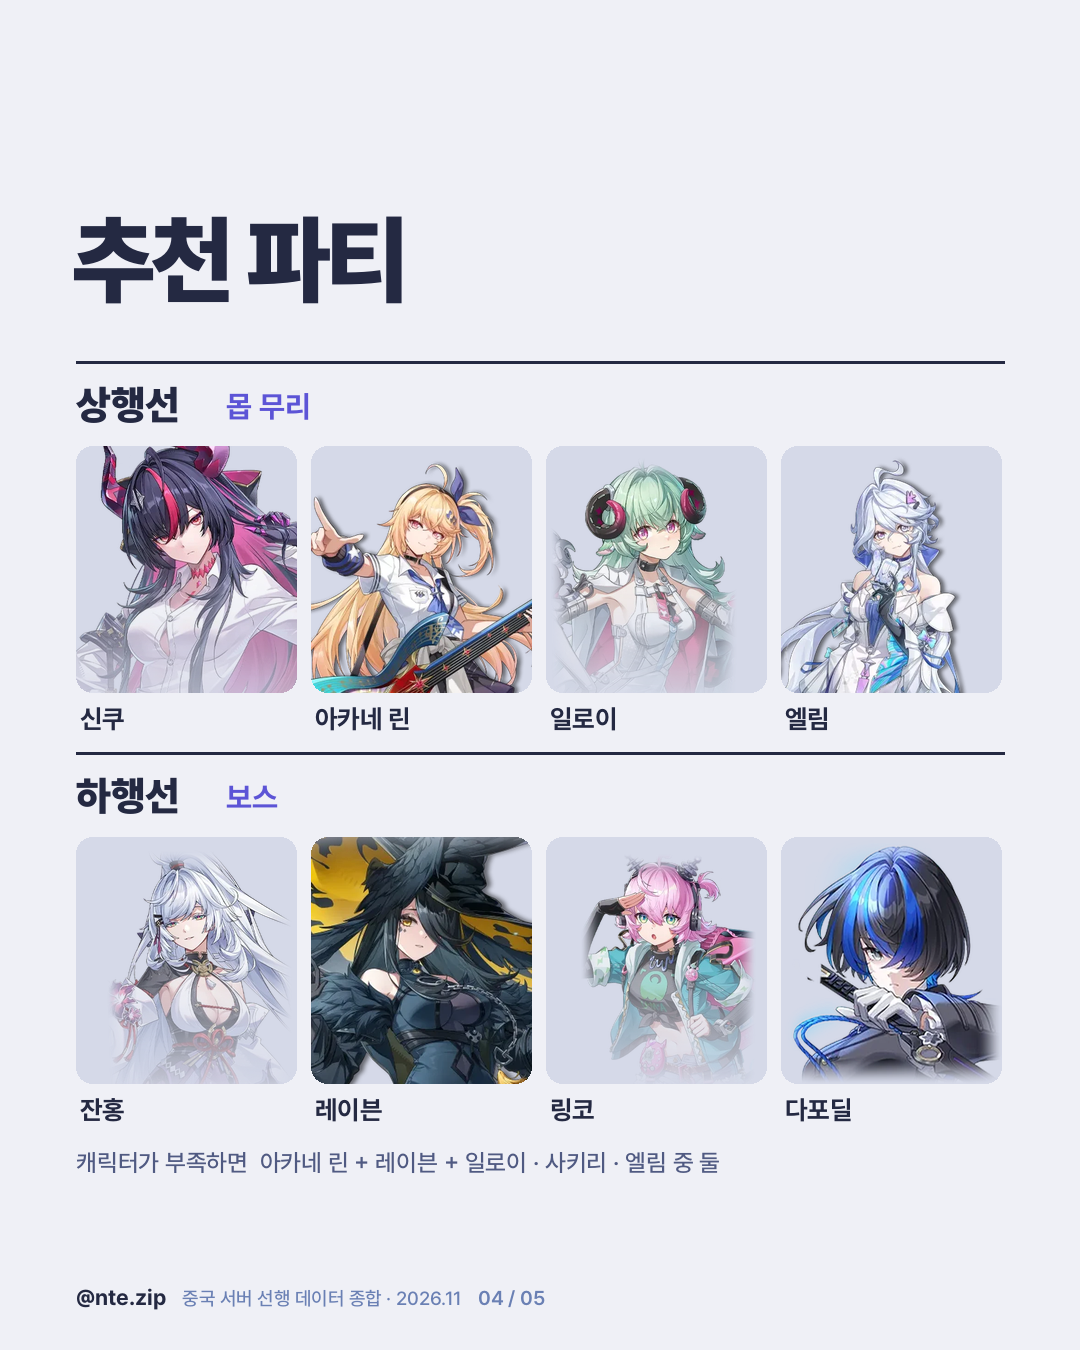 추천 파티
상행선 몹 무리
신쿠 아카네 린 일로이 엘림
하행선 보스
잔홍 레이븐 링코 다포딜
캐릭터가 부족하면 아카네 린 + 레이븐 + 일로이 · 사키리 · 엘림 중 둘
@nte.zip 중국 서버 선행 데이터 종합 · 2026.11 04 / 05